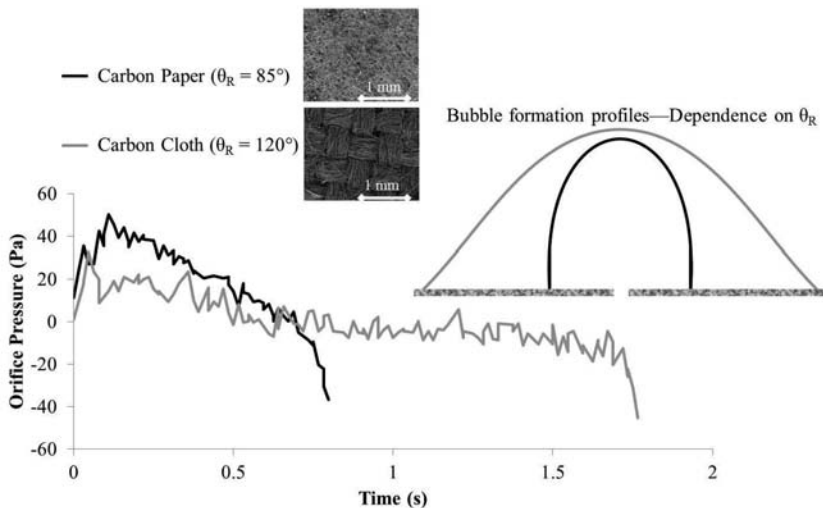 Carbon Paper (θR = 85°)
1 mm
Carbon Cloth (θR = 120°)
1 mm
Bubble formation profiles—Dependence on θR
Orifice Pressure (Pa)
60
40
20
0
-20
-40
-60
0
0.5
1
1.5
2
Time (s)